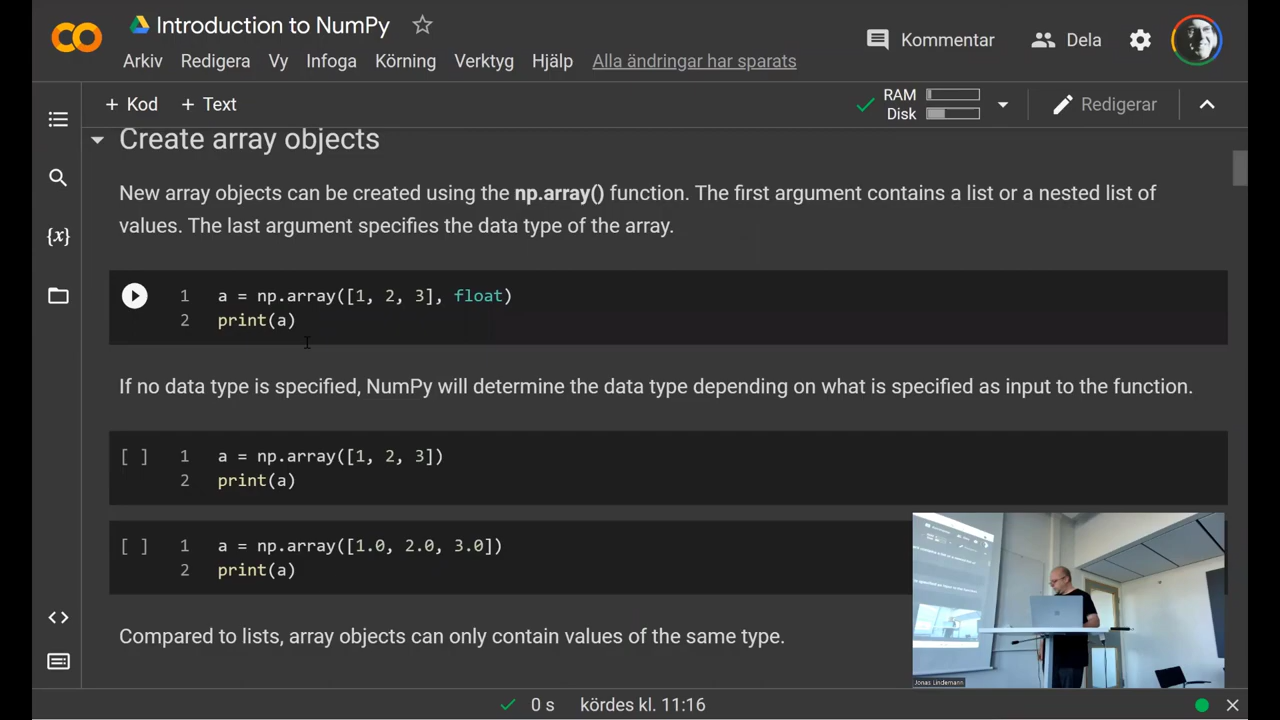 Introduction to NumPy
Kommentar
Dela
Arkiv Redigera Vy Infoga Körning Verktyg Hjälp Alla ändringar har sparats
+ Kod + Text
RAM
Disk
Redigerar
Create array objects
New array objects can be created using the np.array() function. The first argument contains a list or a nested list of
values. The last argument specifies the data type of the array.
1 a = np.array([1, 2, 3], float)
2 print(a)
If no data type is specified, NumPy will determine the data type depending on what is specified as input to the function.
[ ] 1 a = np.array([1, 2, 3])
2 print(a)
[ ] 1 a = np.array([1.0, 2.0, 3.0])
2 print(a)
Compared to lists, array objects can only contain values of the same type.
{x}
<>
Jonas Lindemann
0 s kördes kl. 11:16